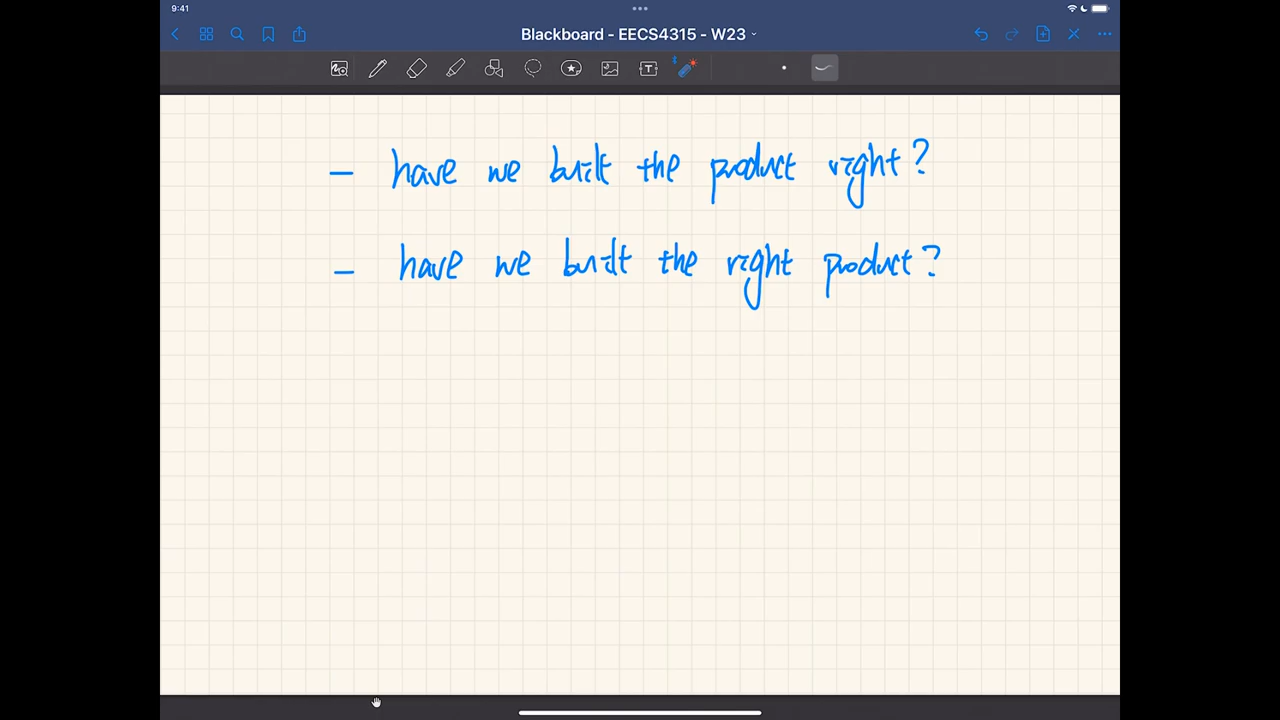 9:41
Blackboard - EECS4315 - W23
T
- have we built the product right?
- have we built the right product?